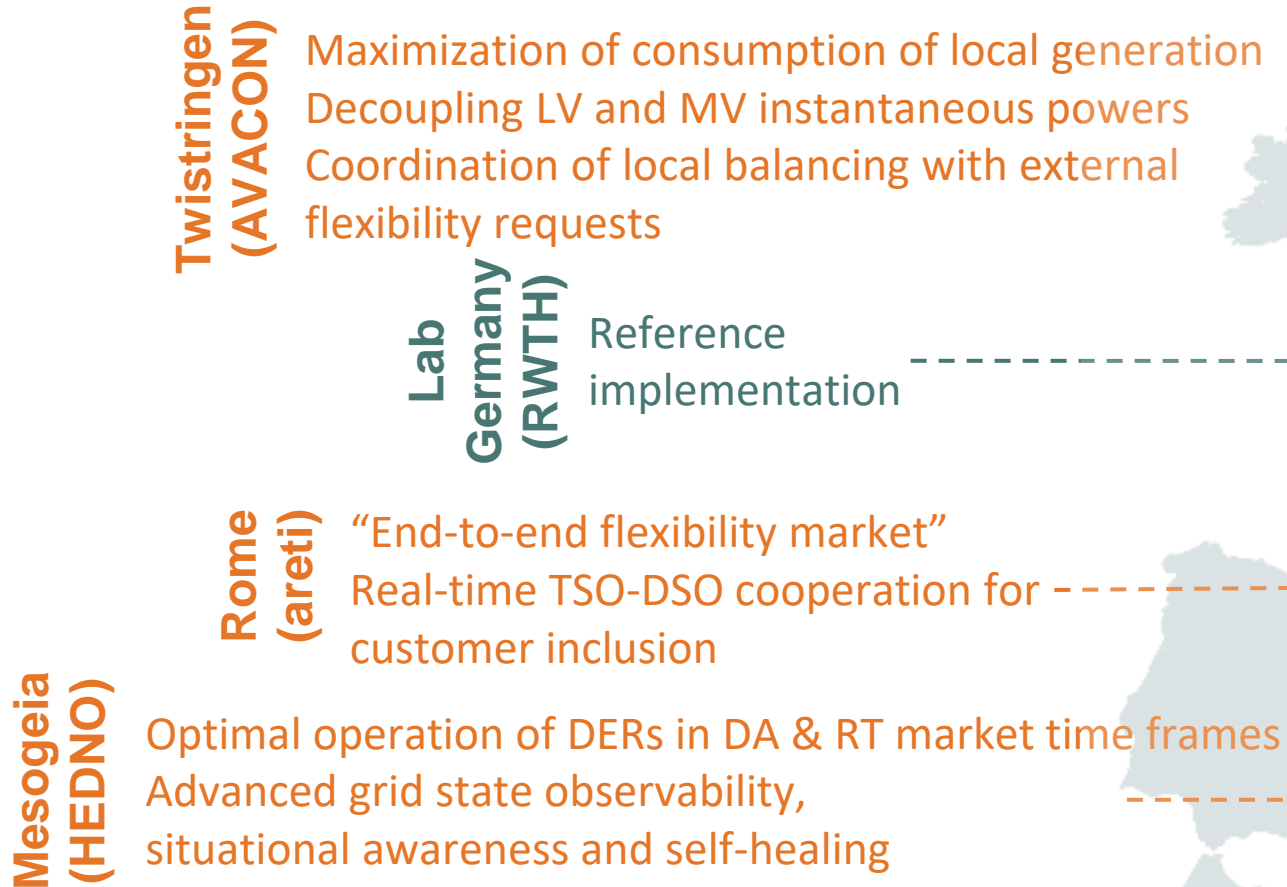 Twistringen
(AVACON)
Maximization of consumption of local generation
Decoupling LV and MV instantaneous powers
Coordination of local balancing with external
flexibility requests
Lab
Germany
(RWTH)
Reference
implementation
Rome
(areti)
“End-to-end flexibility market”
Real-time TSO-DSO cooperation for
customer inclusion
Mesogeia
(HEDNO)
Optimal operation of DERs in DA & RT market time frames
Advanced grid state observability,
situational awareness and self-healing